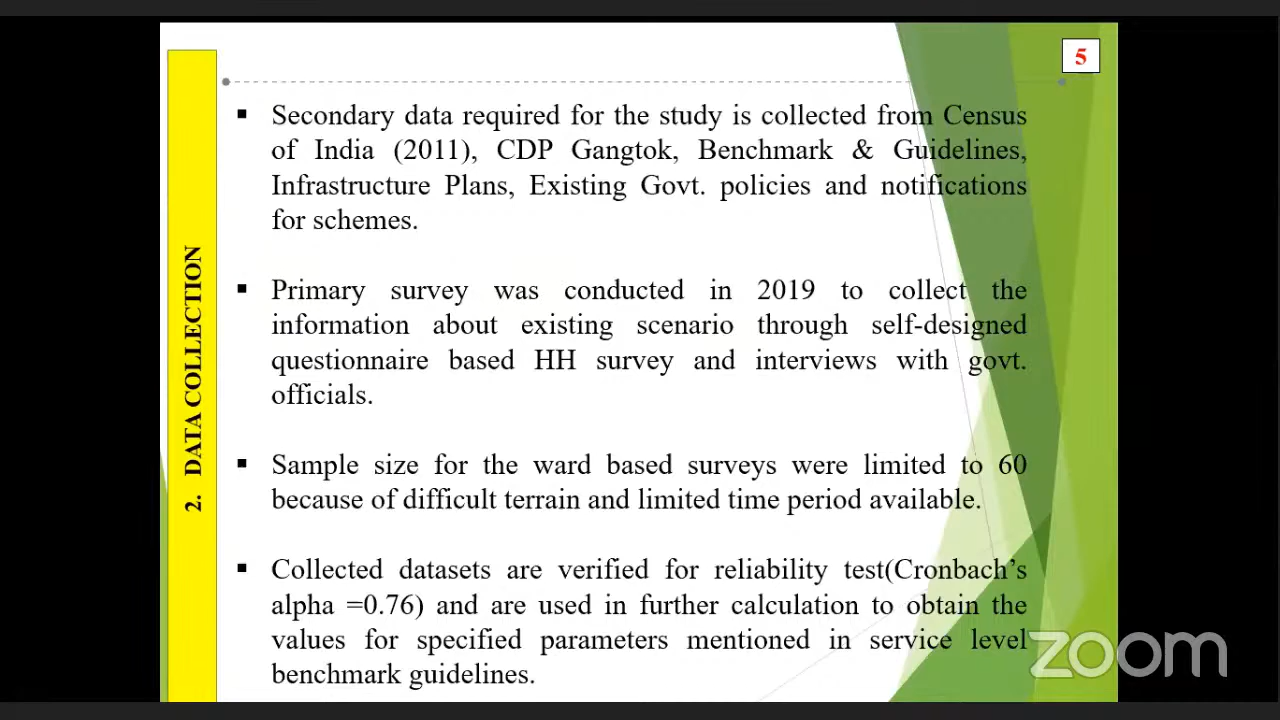 5
2. DATA COLLECTION
▪ Secondary data required for the study is collected from Census
of India (2011), CDP Gangtok, Benchmark & Guidelines,
Infrastructure Plans, Existing Govt. policies and notifications
for schemes.
▪ Primary survey was conducted in 2019 to collect the
information about existing scenario through self-designed
questionnaire based HH survey and interviews with govt.
officials.
▪ Sample size for the ward based surveys were limited to 60
because of difficult terrain and limited time period available.
▪ Collected datasets are verified for reliability test(Cronbach’s
alpha =0.76) and are used in further calculation to obtain the
values for specified parameters mentioned in service level
benchmark guidelines.
zoom